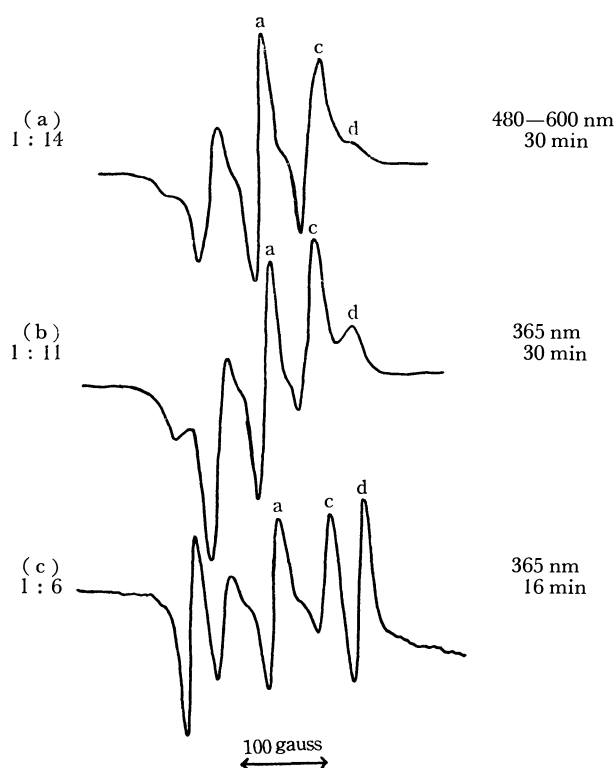 a
c
(a)
1 : 14
d
480—600 nm
30 min
a
c
(b)
1 : 11
d
365 nm
30 min
a
c
d
(c)
1 : 6
365 nm
16 min
100 gauss